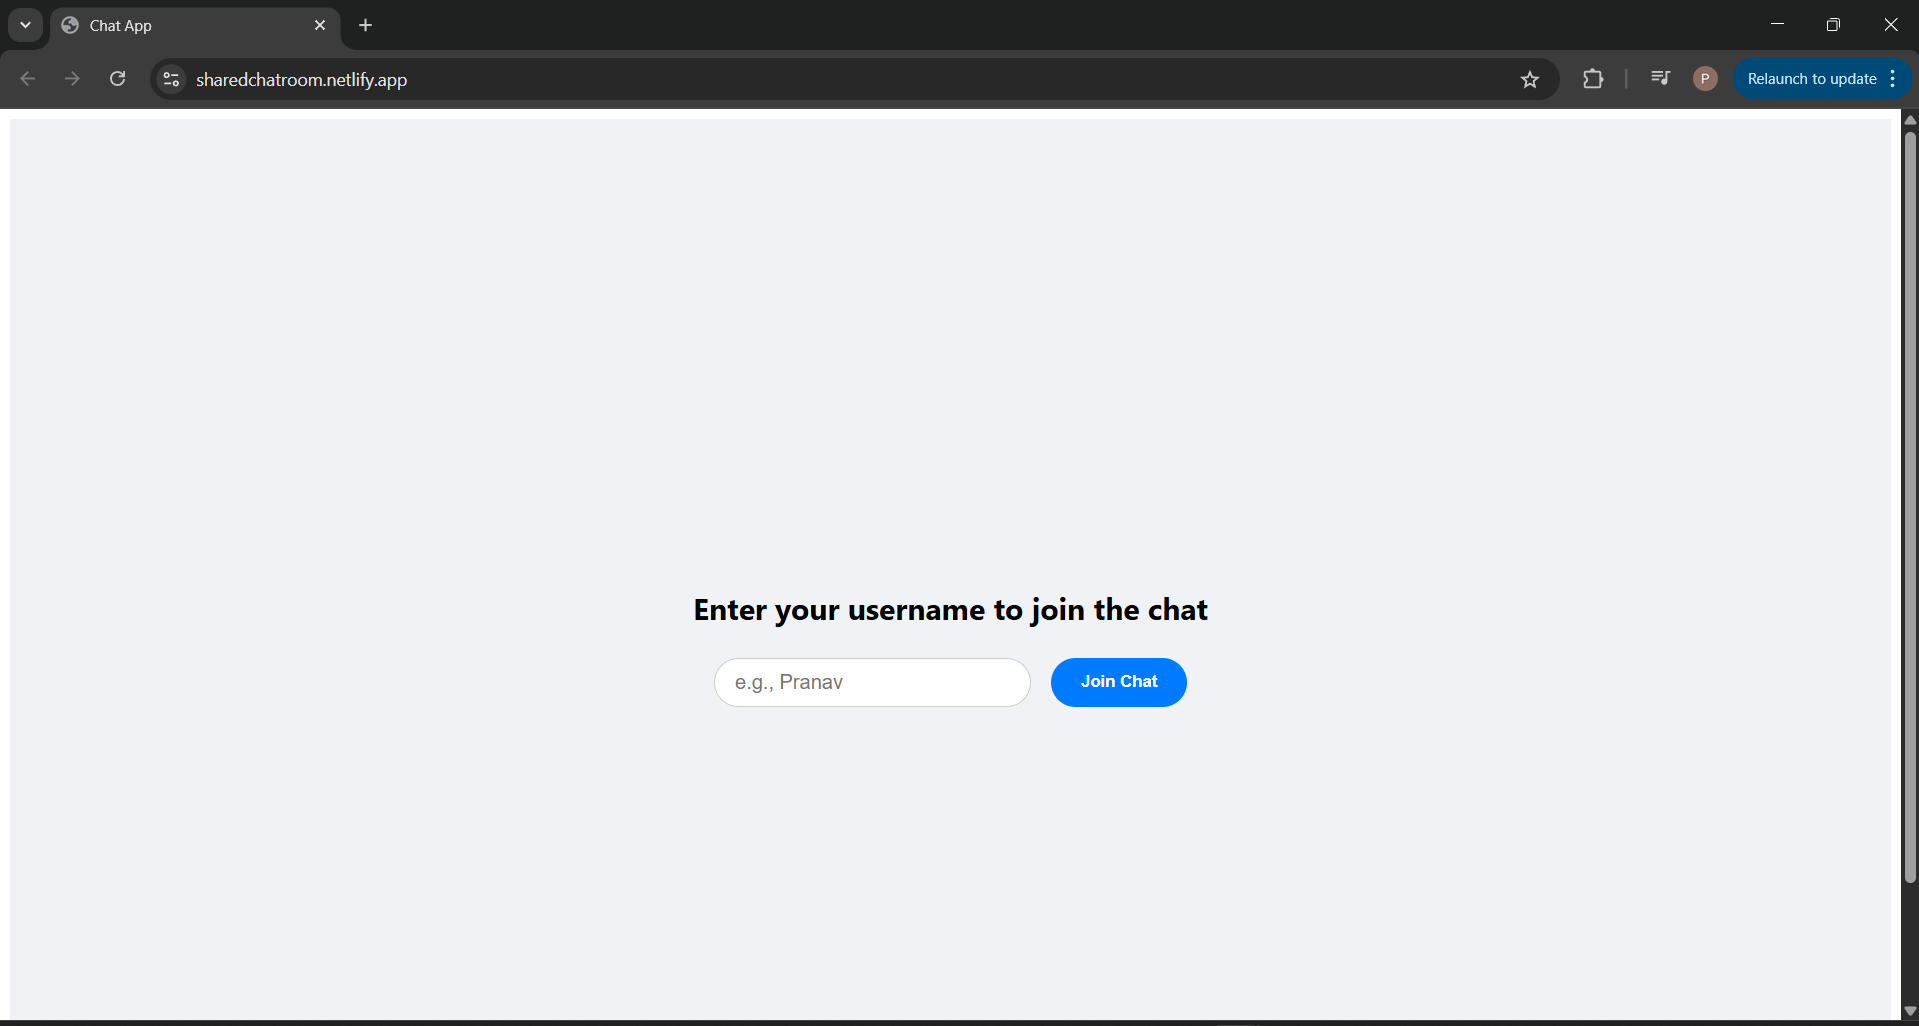 Chat App
sharedchatroom.netlify.app
P
Relaunch to update
Enter your username to join the chat
e.g., Pranav
Join Chat